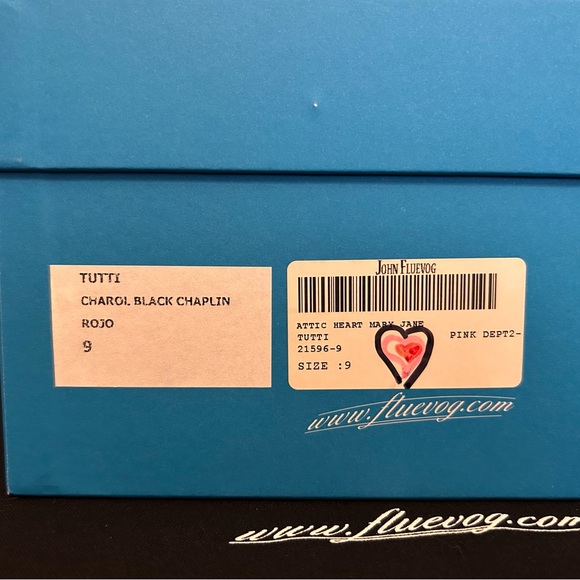 TUTTI
CHAROL BLACK CHAPLIN
ROJO
9
JOHN FLUEVOG
ATTIC HEART MARY JANE
TUTTI
21596-9
PINK DEPT2-
SIZE :9
www.fluevog.com
www.fluevog.com